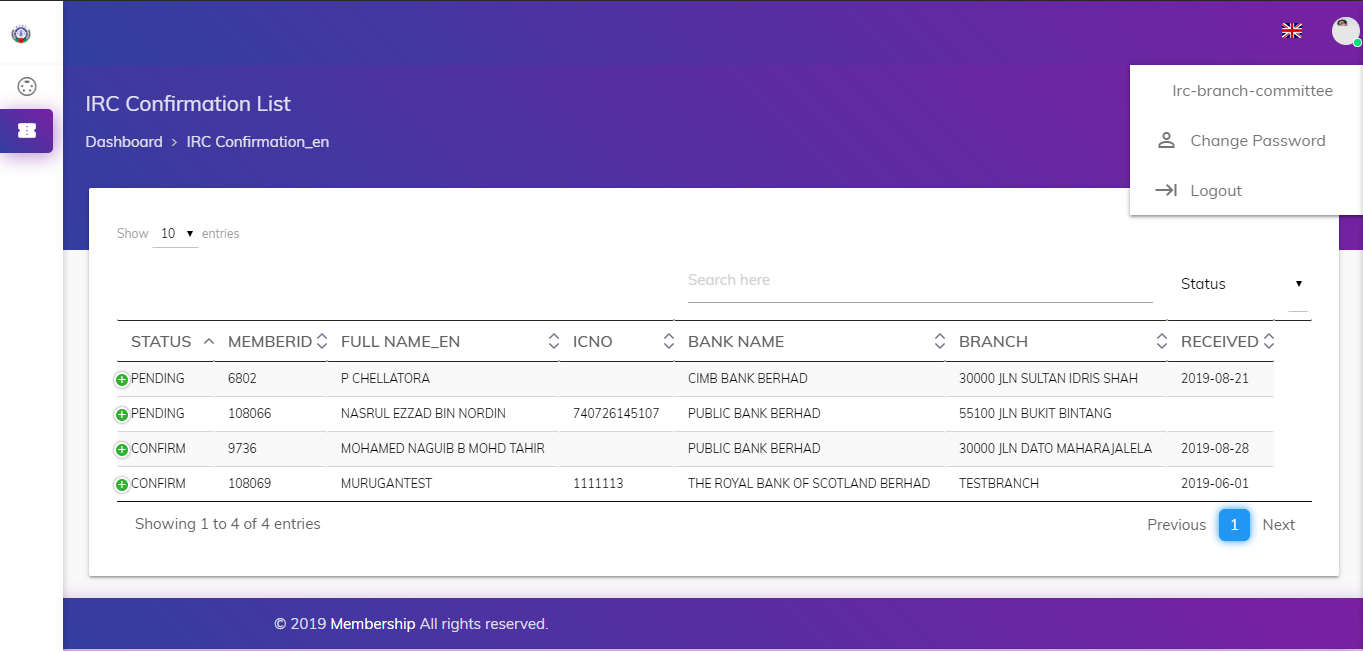 Irc-branch-committee
IRC Confirmation List
Change Password
Dashboard > IRC Confirmation_en
Logout
Show 10 entries
Search here
Status
STATUS MEMBERID FULL NAME_EN ICNO BANK NAME BRANCH RECEIVED
PENDING 6802 P CHELLATORA CIMB BANK BERHAD 30000 JLN SULTAN IDRIS SHAH 2019-08-21
PENDING 108066 NASRUL EZZAD BIN NORDIN 740726145107 PUBLIC BANK BERHAD 55100 JLN BUKIT BINTANG
CONFIRM 9736 MOHAMED NAGUIB B MOHD TAHIR PUBLIC BANK BERHAD 30000 JLN DATO MAHARAJALELA 2019-08-28
CONFIRM 108069 MURUGANTEST 1111113 THE ROYAL BANK OF SCOTLAND BERHAD TESTBRANCH 2019-06-01
Showing 1 to 4 of 4 entries
Previous 1 Next
© 2019 Membership All rights reserved.